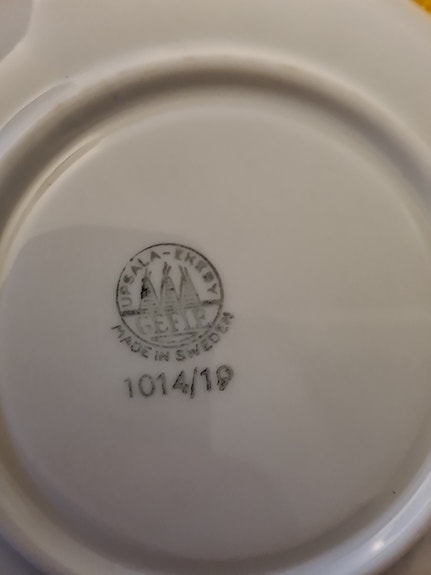 UPSALA-EKEBY
GEFLE
MADE IN SWEDEN
1014/19